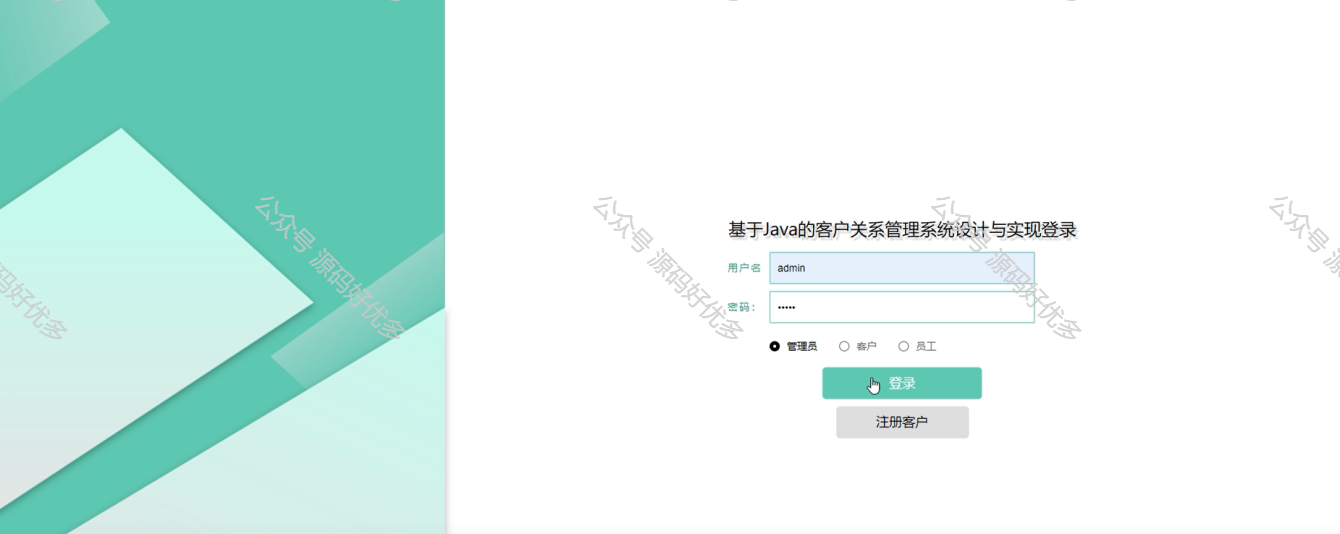 基于Java的客户关系管理系统设计与实现登录
用户名
admin
密码：
•••••
管理员
客户
员工
登录
注册客户
公众号 源码好优多
公众号 源码好优多
公众号 源码好优多
公众号 源
码好优多